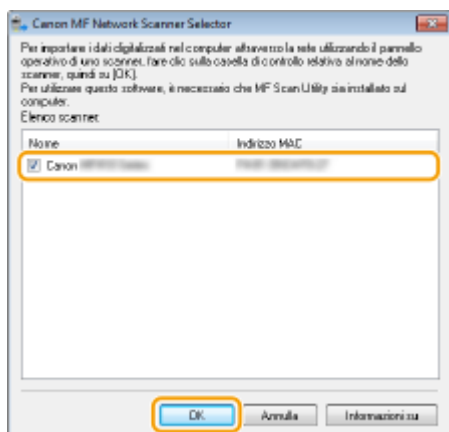 Canon MF Network Scanner Selector
Per importare i dati digitalizzati nel computer attraverso la rete utilizzando il pannello
operativo di uno scanner, fare clic sulla casella di controllo relativa al nome dello
scanner, quindi su [OK].
Per utilizzare questo software, è necessario che MF Scan Utility sia installato sul
computer.
Elenco scanner:
Nome Indirizzo MAC
Canon
OK Annulla Informazioni su